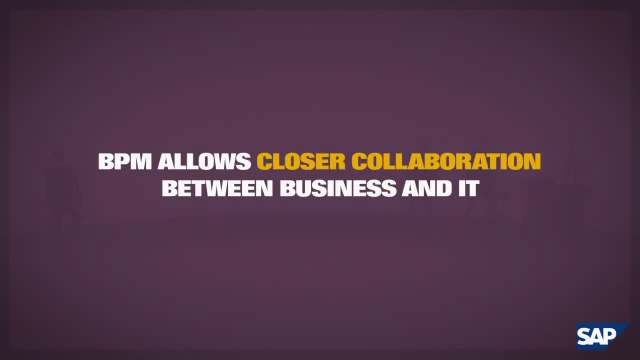 BPM ALLOWS CLOSER COLLABORATION
BETWEEN BUSINESS AND IT
SAP